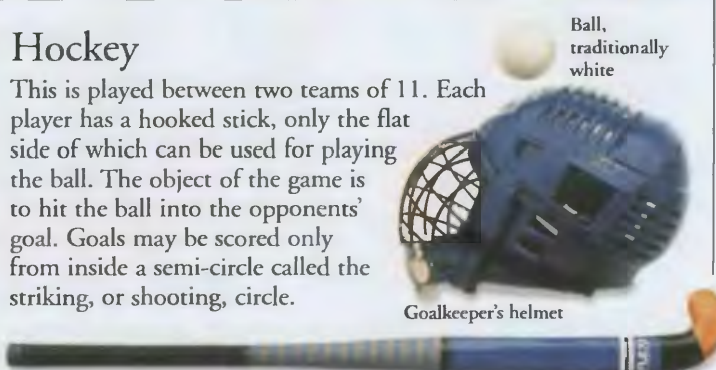 Hockey
This is played between two teams of 11. Each
player has a hooked stick, only the flat
side of which can be used for playing
the ball. The object of the game is
to hit the ball into the opponents'
goal. Goals may be scored only
from inside a semi-circle called the
striking, or shooting, circle.
Ball,
traditionally
white
Goalkeeper's helmet